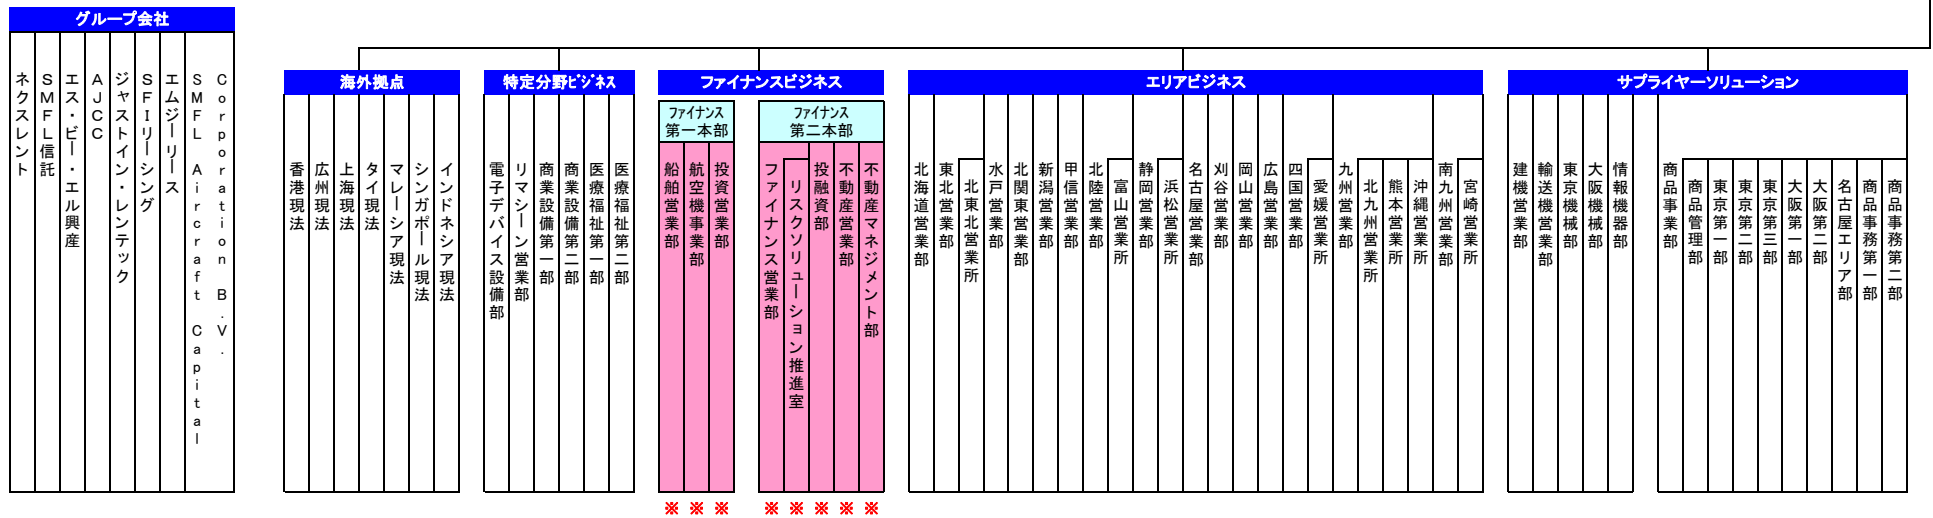 グループ会社
ネクスレント
SMFL信託
エス・ビー・エル興産
AJCC
ジャストイン・レンテック
SFIリーシング
エムジーリース
SMFL Aircraft Capital
Corporation B.V.
海外拠点
香港現法
広州現法
上海現法
タイ現法
マレーシア現法
シンガポール現法
インドネシア現法
特定分野ﾋﾞｼﾞﾈｽ
電子デバイス設備部
リマシーン営業部
商業設備第一部
商業設備第二部
医療福祉第一部
医療福祉第二部
ファイナンスビジネス
ファイナンス
第一本部
船舶営業部
航空機事業部
投資営業部
ファイナンス
第二本部
ファイナンス営業部
リスクソリューション推進室
投融資部
不動産営業部
不動産マネジメント部
※ ※ ※ ※ ※ ※ ※ ※
エリアビジネス
北海道営業部
東北営業部
北東北営業所
水戸営業部
北関東営業部
新潟営業部
甲信営業部
北陸営業部
富山営業所
静岡営業部
浜松営業所
名古屋営業部
刈谷営業部
岡山営業部
広島営業部
四国営業部
愛媛営業所
九州営業部
北九州営業所
熊本営業所
沖縄営業所
南九州営業部
宮崎営業所
サプライヤーソリューション
建機営業部
輸送機営業部
東京機械部
大阪機械部
情報機器部
商品事業部
商品管理部
東京第一部
東京第二部
東京第三部
大阪第一部
大阪第二部
名古屋エリア部
商品事務第一部
商品事務第二部